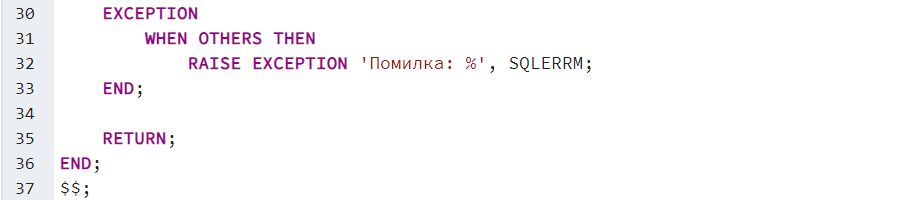 30 EXCEPTION
31 WHEN OTHERS THEN
32 RAISE EXCEPTION 'Помилка: %', SQLERRM;
33 END;
34
35 RETURN;
36 END;
37 $$;